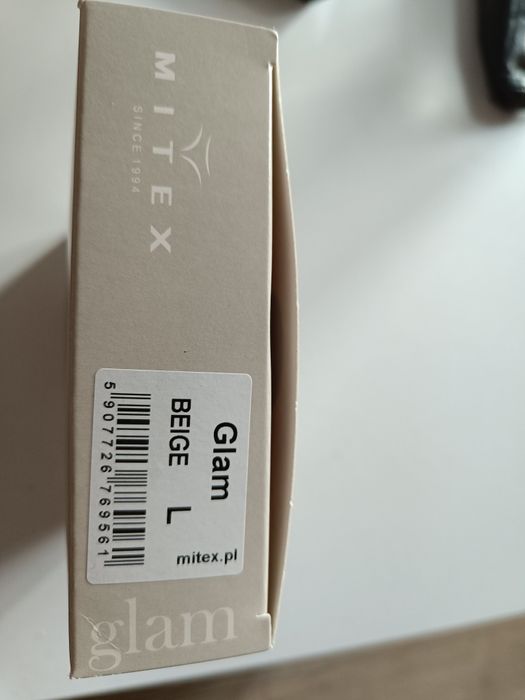 MITEX
SINCE 1994
Glam
BEIGE L
5 907726 769561
mitex.pl
glam